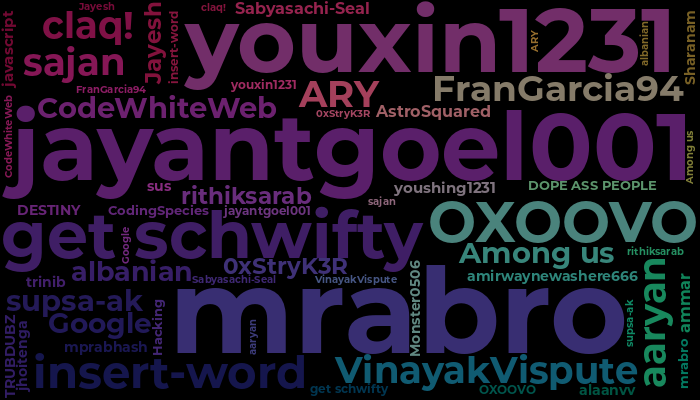 Jayesh
claq!
Sabyasachi-Seal
javascript
claq!
Jayesh
insert-word
youxin1231
ARY
albanian
Sharanam
sajan
FranGarcia94
youxin1231
ARY
FranGarcia94
CodeWhiteWeb
CodeWhiteWeb
0xStryK3R
AstroSquared
jayantgoel001
Among us
sus
rithiksarab
sajan
youshing1231
DOPE ASS PEOPLE
DESTINY
CodingSpecies
jayantgoel001
OXOOVO
get schwifty
Google
Among us
rithiksarab
albanian
0xStryK3R
trinib
Sabyasachi-Seal
VinayakVispute
Monster0506
amirwaynewashere666
aaryan
mrabro ammar
supsa-ak
mrabro
Google
Hacking
aaryan
supsa-ak
TRUBDUBZ
jhoitenga
mprabhash
insert-word
VinayakVispute
get schwifty
OXOOVO
alaanvv